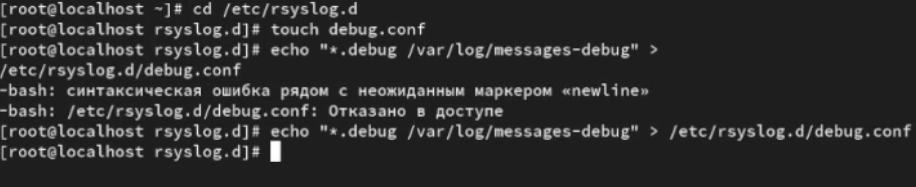 [root@localhost ~]# cd /etc/rsyslog.d
[root@localhost rsyslog.d]# touch debug.conf
[root@localhost rsyslog.d]# echo "*.debug /var/log/messages-debug" >
/etc/rsyslog.d/debug.conf
-bash: синтаксическая ошибка рядом с неожиданным маркером «newline»
-bash: /etc/rsyslog.d/debug.conf: Отказано в доступе
[root@localhost rsyslog.d]# echo "*.debug /var/log/messages-debug" > /etc/rsyslog.d/debug.conf
[root@localhost rsyslog.d]#